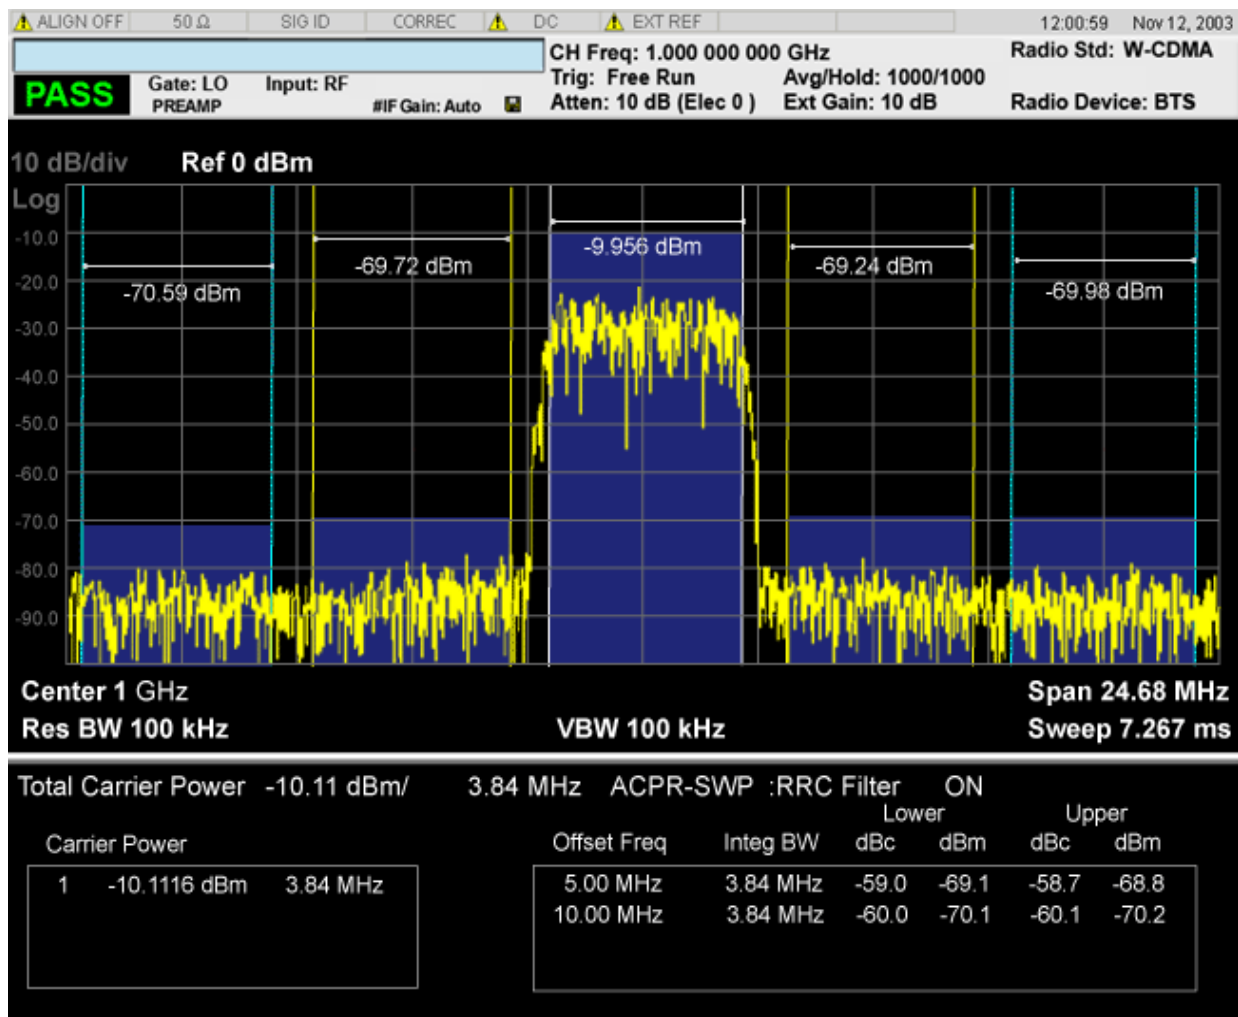 ALIGN OFF 50 Ω SIG ID CORREC DC EXT REF 12:00:59 Nov 12, 2003
CH Freq: 1.000 000 000 GHz Radio Std: W-CDMA
PASS Gate: LO Input: RF Trig: Free Run Avg/Hold: 1000/1000
PREAMP #IF Gain: Auto Atten: 10 dB (Elec 0 ) Ext Gain: 10 dB Radio Device: BTS
10 dB/div Ref 0 dBm
Log
-10.0
-20.0
-30.0
-40.0
-50.0
-60.0
-70.0
-80.0
-90.0
-70.59 dBm
-69.72 dBm
-9.956 dBm
-69.24 dBm
-69.98 dBm
Center 1 GHz Span 24.68 MHz
Res BW 100 kHz VBW 100 kHz Sweep 7.267 ms
Total Carrier Power -10.11 dBm/ 3.84 MHz ACPR-SWP :RRC Filter ON
Lower Upper
Carrier Power Offset Freq Integ BW dBc dBm dBc dBm
1 -10.1116 dBm 3.84 MHz 5.00 MHz 3.84 MHz -59.0 -69.1 -58.7 -68.8
10.00 MHz 3.84 MHz -60.0 -70.1 -60.1 -70.2